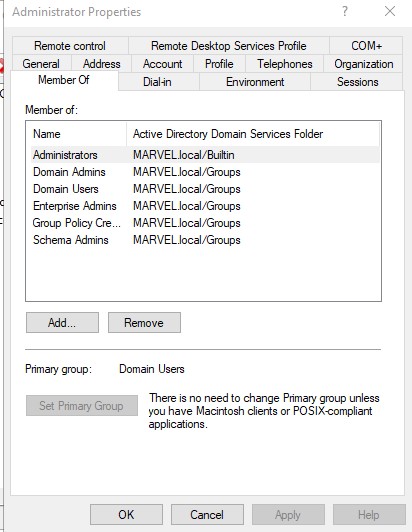 Administrator Properties ? ×
Remote control Remote Desktop Services Profile COM+
General Address Account Profile Telephones Organization
Member Of Dial-in Environment Sessions
Member of:
Name Active Directory Domain Services Folder
Administrators MARVEL.local/Builtin
Domain Admins MARVEL.local/Groups
Domain Users MARVEL.local/Groups
Enterprise Admins MARVEL.local/Groups
Group Policy Cre... MARVEL.local/Groups
Schema Admins MARVEL.local/Groups
Add... Remove
Primary group: Domain Users
Set Primary Group There is no need to change Primary group unless
you have Macintosh clients or POSIX-compliant
applications.
OK Cancel Apply Help